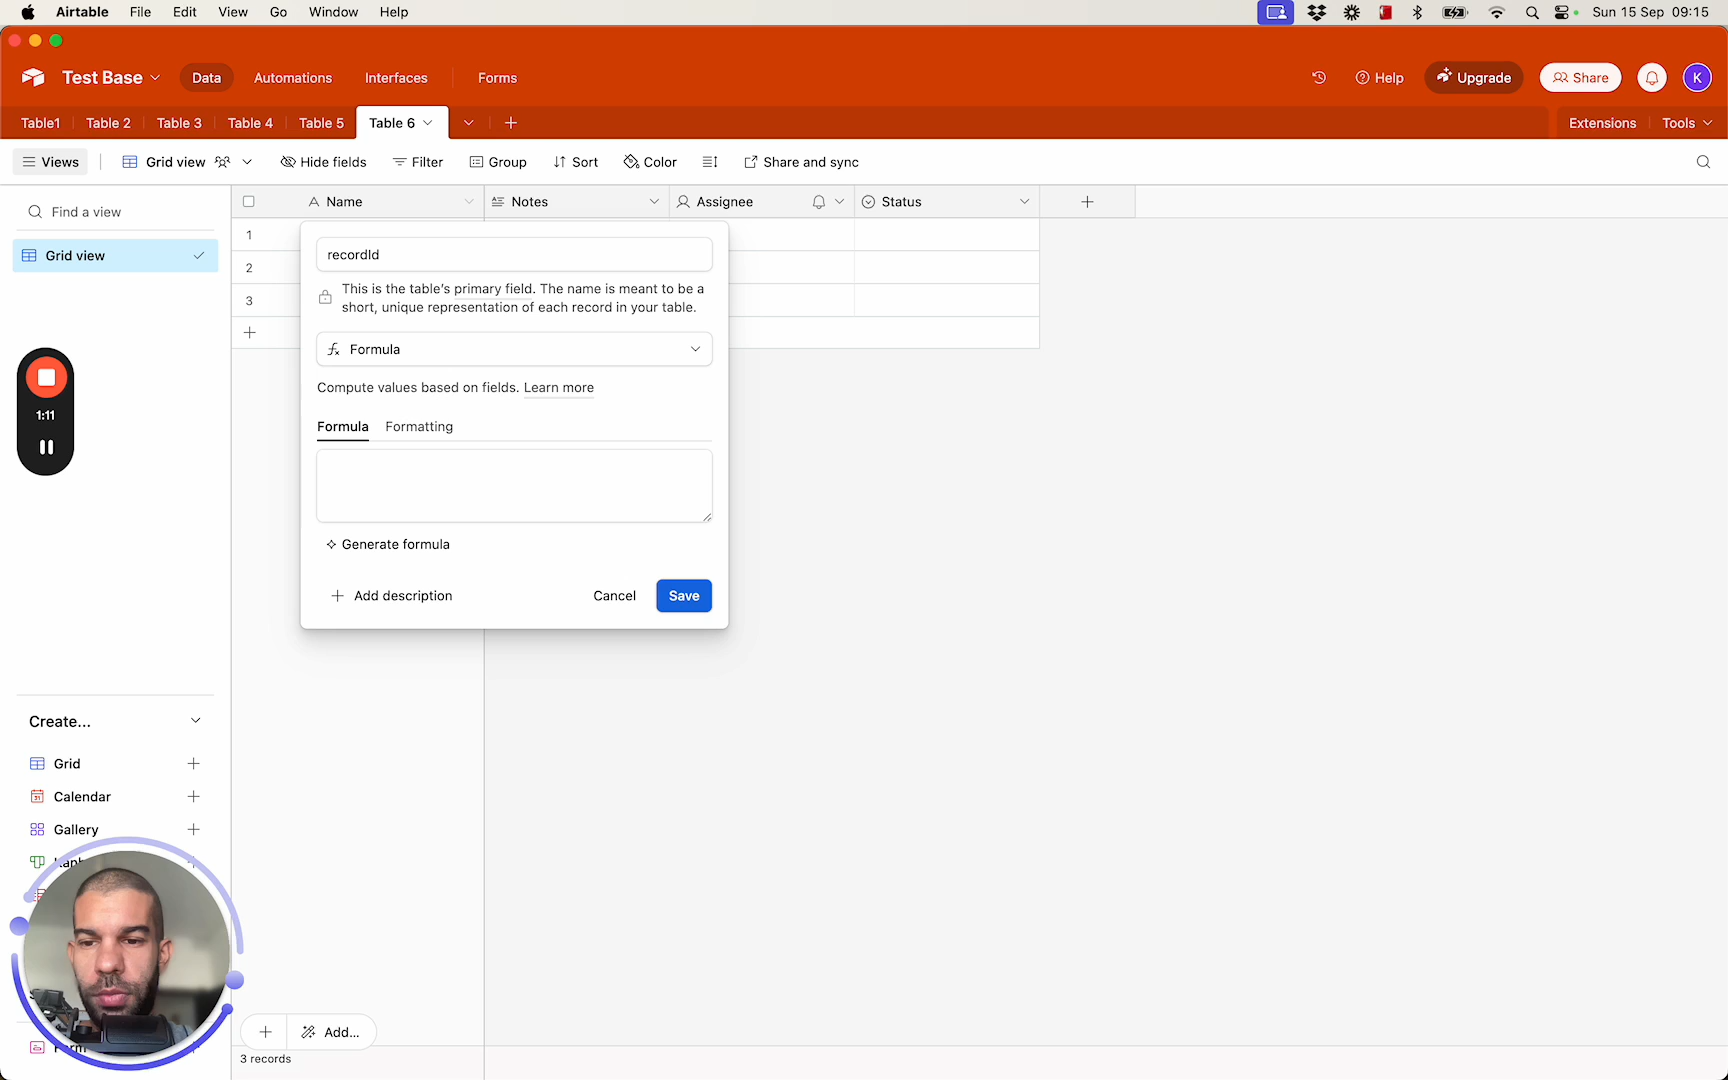 Airtable File Edit View Go Window Help Sun 15 Sep 09:15
Test Base Data Automations Interfaces Forms Help Upgrade Share K
Table1 Table 2 Table 3 Table 4 Table 5 Table 6 Extensions Tools
Views Grid view Hide fields Filter Group Sort Color Share and sync
Find a view
Name Notes Assignee Status
Grid view
1
2
3
recordId
This is the table's primary field. The name is meant to be a
short, unique representation of each record in your table.
Formula
Compute values based on fields. Learn more
Formula Formatting
1:11
Generate formula
Add description Cancel Save
Create...
Grid
Calendar
Gallery
Add...
3 records